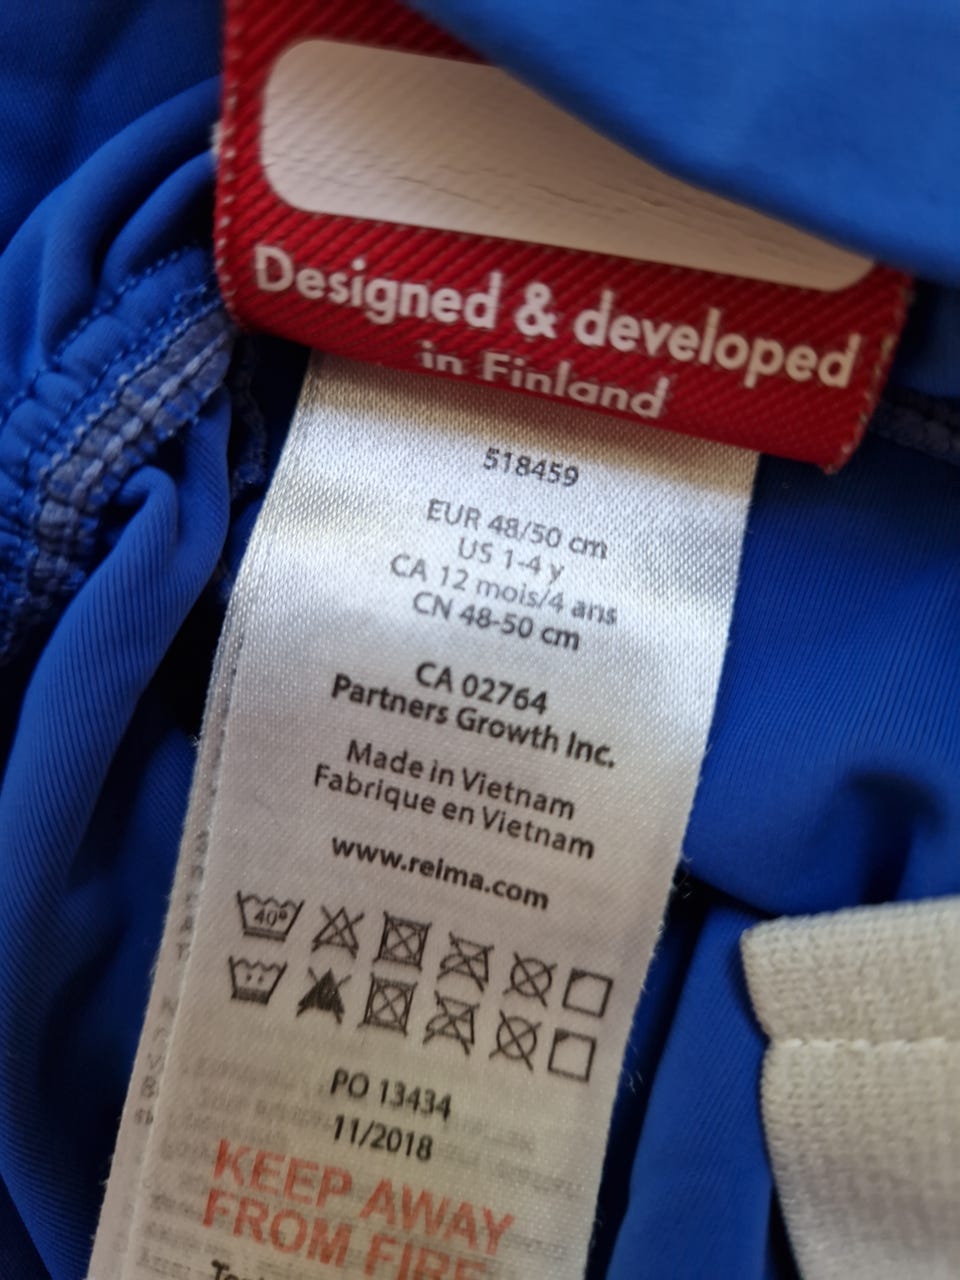 Designed & developed
in Finland
518459
EUR 48/50 cm
US 1-4 y
CA 12 mois/4 ans
CN 48-50 cm
CA 02764
Partners Growth Inc.
Made in Vietnam
Fabrique en Vietnam
www.reima.com
40°
PO 13434
11/2018
KEEP AWAY
FROM FIRE